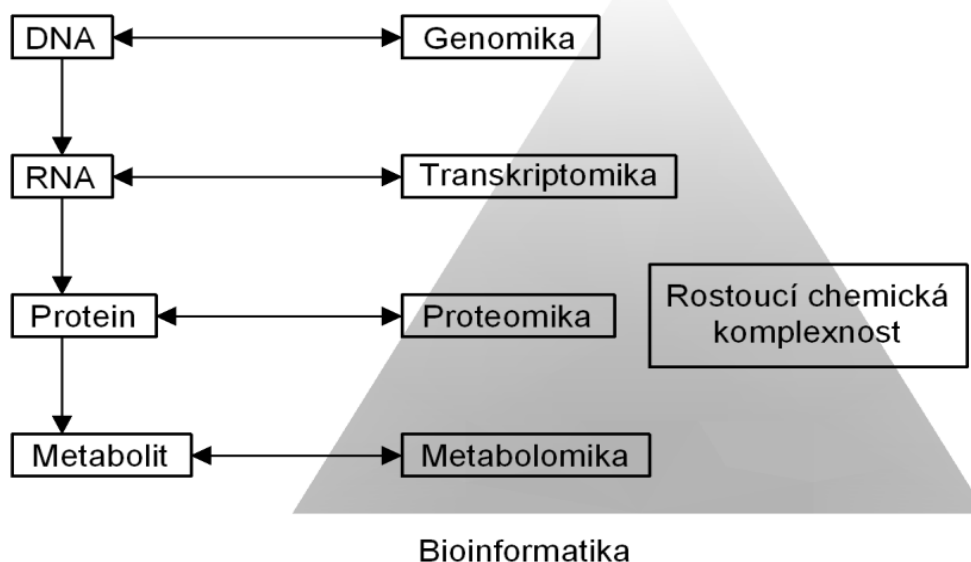 DNA
Genomika
RNA
Transkriptomika
Protein
Proteomika
Rostoucí chemická
komplexnost
Metabolit
Metabolomika
Bioinformatika